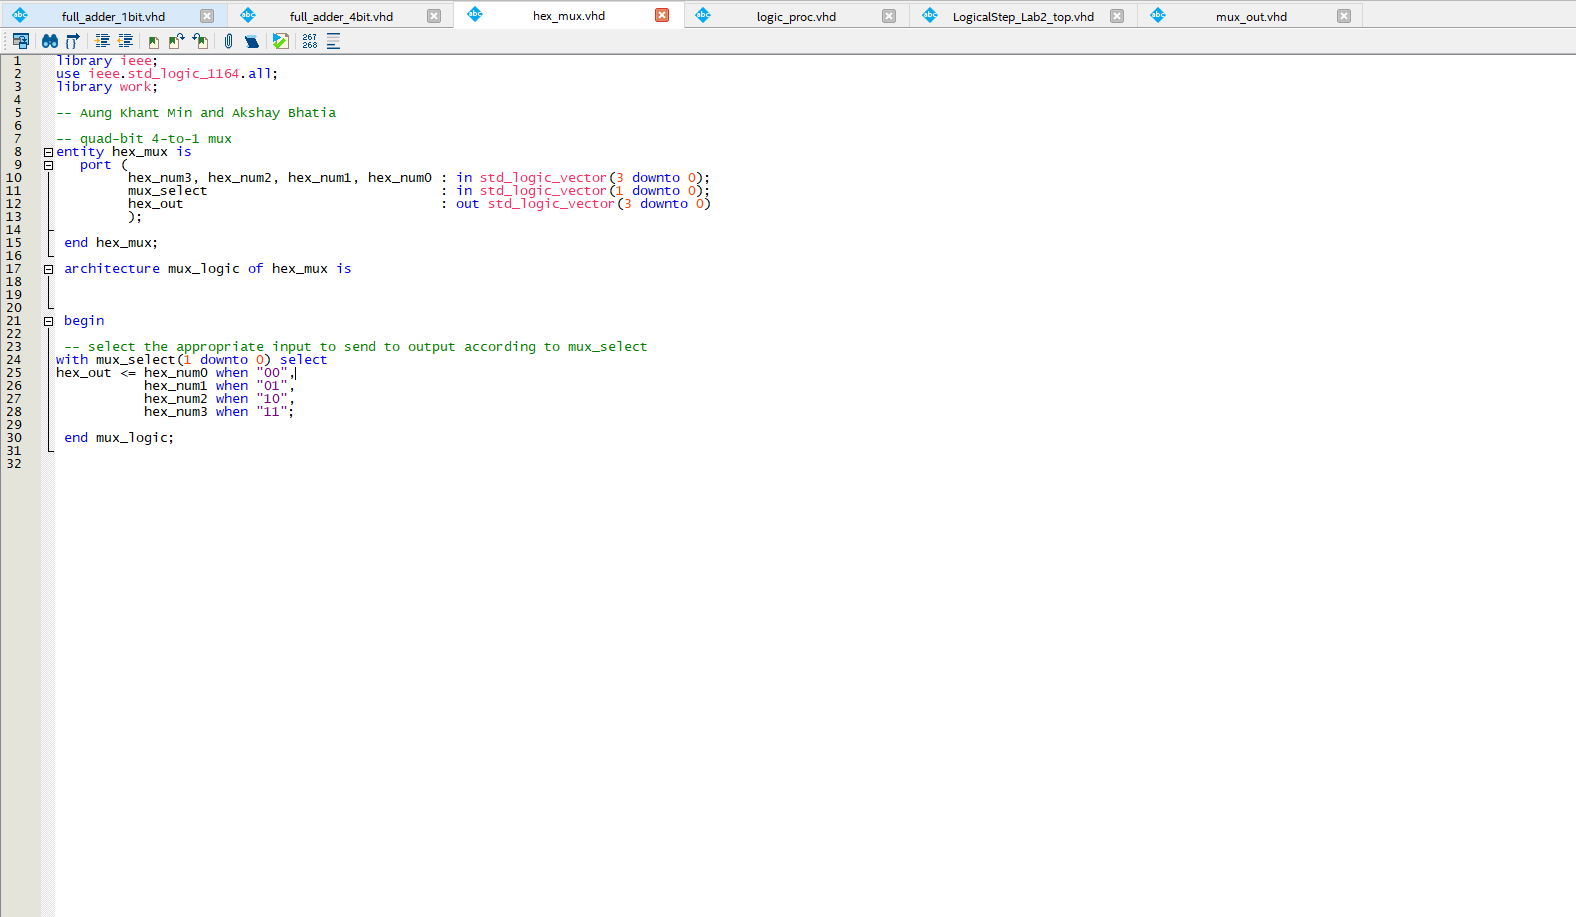 full_adder_1bit.vhd full_adder_4bit.vhd hex_mux.vhd logic_proc.vhd LogicalStep_Lab2_top.vhd mux_out.vhd
267
268
1 library ieee;
2 use ieee.std_logic_1164.all;
3 library work;
4
5 -- Aung Khant Min and Akshay Bhatia
6
7 -- quad-bit 4-to-1 mux
8 entity hex_mux is
9 port (
10 hex_num3, hex_num2, hex_num1, hex_num0 : in std_logic_vector(3 downto 0);
11 mux_select : in std_logic_vector(1 downto 0);
12 hex_out : out std_logic_vector(3 downto 0)
13 );
14
15 end hex_mux;
16
17 architecture mux_logic of hex_mux is
18
19
20
21 begin
22
23 -- select the appropriate input to send to output according to mux_select
24 with mux_select(1 downto 0) select
25 hex_out <= hex_num0 when "00",
26 hex_num1 when "01",
27 hex_num2 when "10",
28 hex_num3 when "11";
29
30 end mux_logic;
31
32